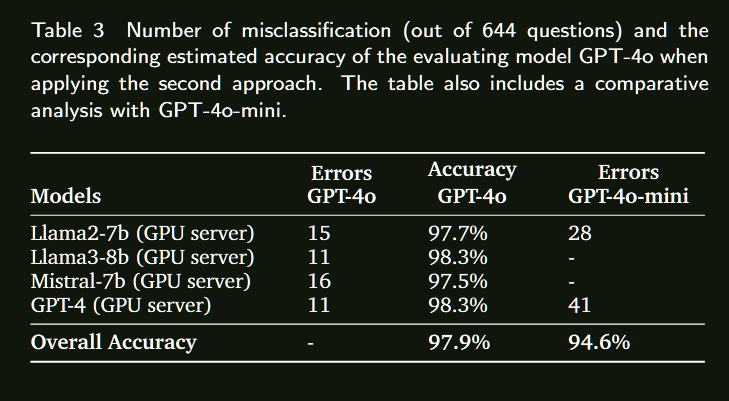 Table 3 Number of misclassification (out of 644 questions) and the
corresponding estimated accuracy of the evaluating model GPT-4o when
applying the second approach. The table also includes a comparative
analysis with GPT-4o-mini.
Errors Accuracy Errors
Models GPT-4o GPT-4o GPT-4o-mini
Llama2-7b (GPU server) 15 97.7% 28
Llama3-8b (GPU server) 11 98.3% -
Mistral-7b (GPU server) 16 97.5% -
GPT-4 (GPU server) 11 98.3% 41
Overall Accuracy - 97.9% 94.6%